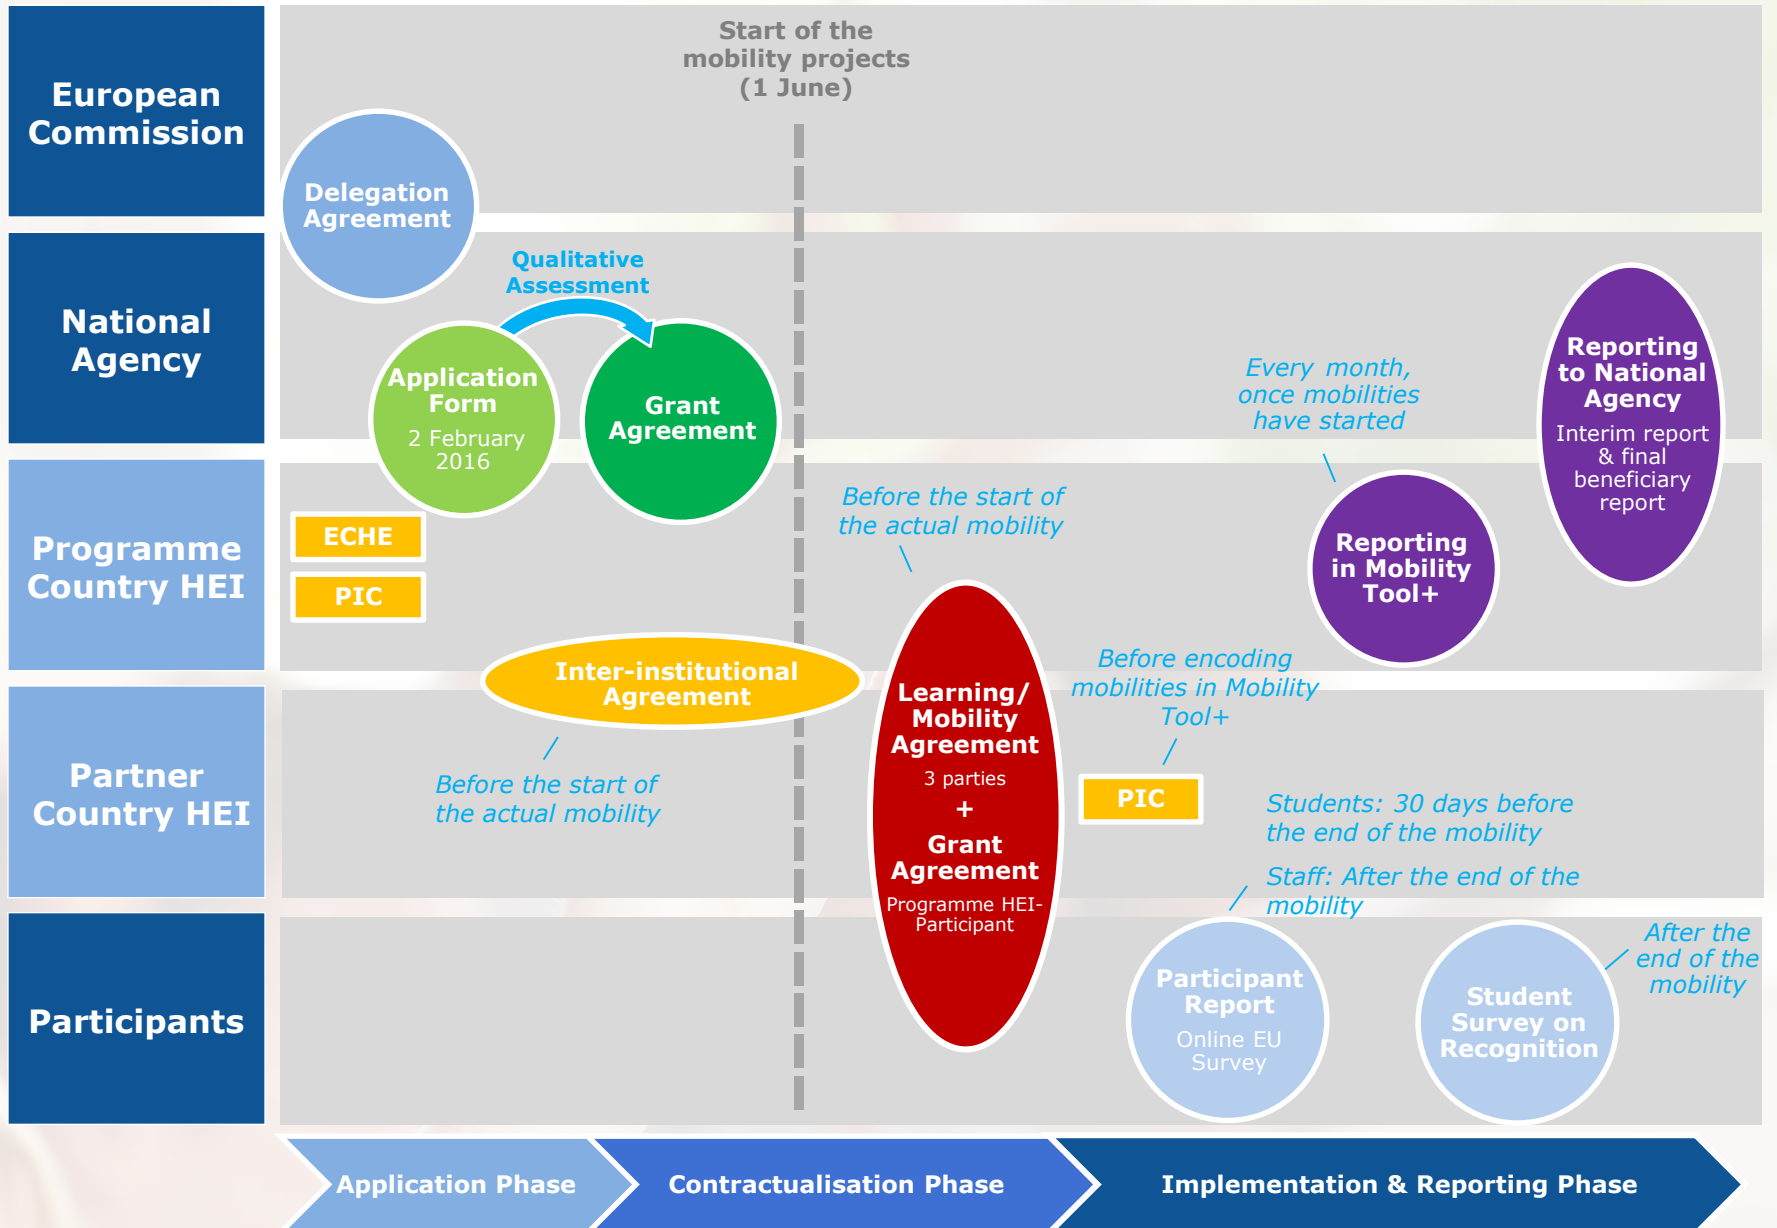 European
Commission
Start of the
mobility projects
(1 June)
Delegation
Agreement
National
Agency
Qualitative
Assessment
Application
Form
2 February
2016
Grant
Agreement
Every month,
once mobilities
have started
Reporting
to National
Agency
Interim report
& final
beneficiary
report
Programme
Country HEI
ECHE
PIC
Before the start of
the actual mobility
Reporting
in Mobility
Tool+
Inter-institutional
Agreement
Before the start of
the actual mobility
Learning/
Mobility
Agreement
3 parties
+
Grant
Agreement
Programme HEI-
Participant
Before encoding
mobilities in Mobility
Tool+
Partner
Country HEI
PIC
Students: 30 days before
the end of the mobility
Staff: After the end of the
mobility
Participants
Participant
Report
Online EU
Survey
Student
Survey on
Recognition
After the
end of the
mobility
Application Phase
Contractualisation Phase
Implementation & Reporting Phase